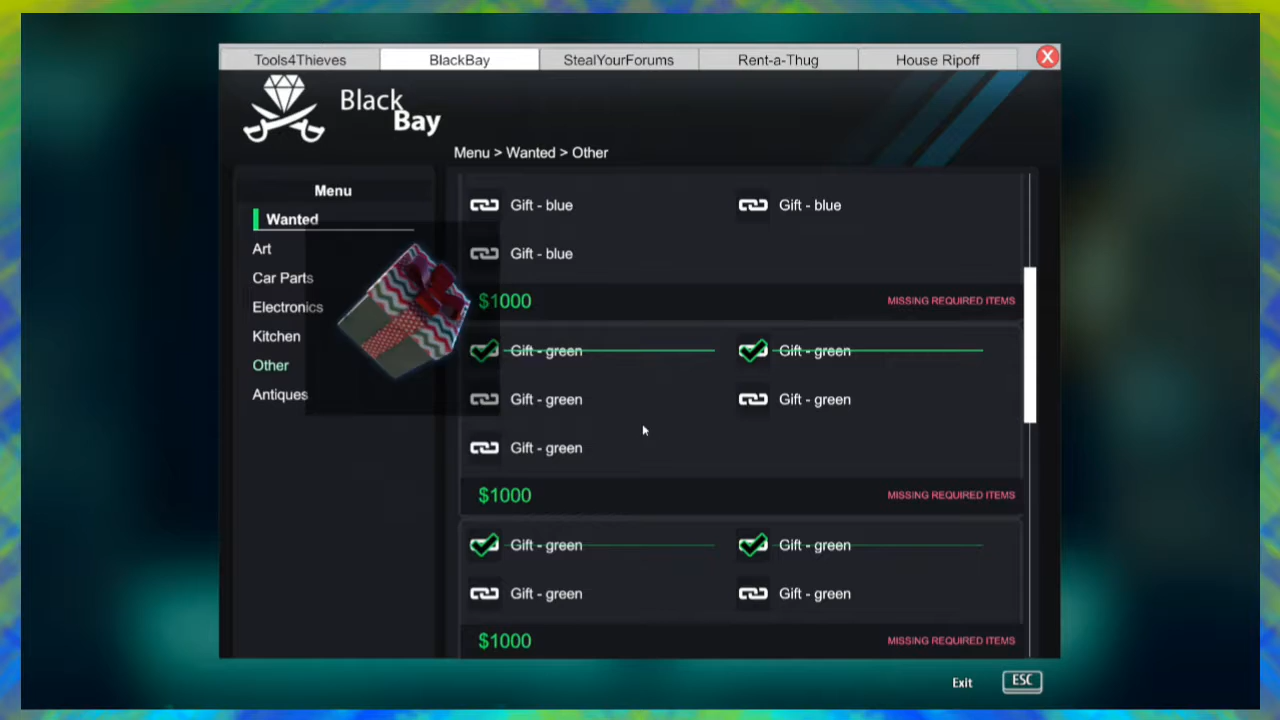 Tools4Thieves BlackBay StealYourForums Rent-a-Thug House Ripoff X
Black
Bay
Menu > Wanted > Other
Menu
Wanted
Art
Car Parts
Electronics
Kitchen
Other
Antiques
Gift - blue Gift - blue
Gift - blue
$1000 MISSING REQUIRED ITEMS
Gift - green Gift - green
Gift - green Gift - green
Gift - green
$1000 MISSING REQUIRED ITEMS
Gift - green Gift - green
Gift - green Gift - green
$1000 MISSING REQUIRED ITEMS
Exit ESC